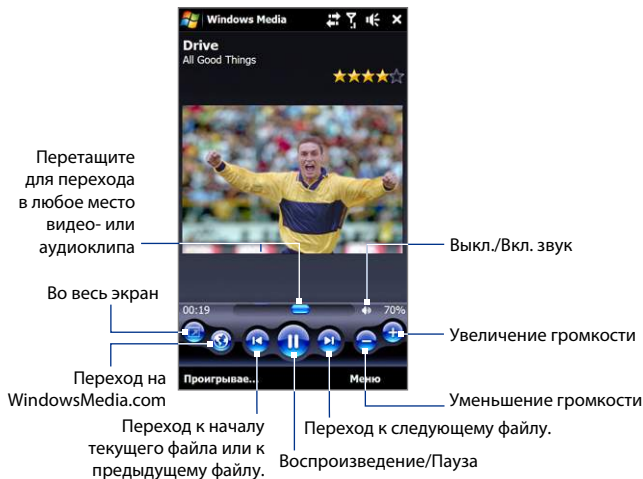 Windows Media
Drive
All Good Things
Перетащите
для перехода
в любое место
видео- или
аудиоклипа
Выкл./Вкл. звук
00:19
70%
Во весь экран
Увеличение громкости
Переход на
WindowsMedia.com
Проигрывае...
Меню
Уменьшение громкости
Переход к началу
текущего файла или к
предыдущему файлу.
Переход к следующему файлу.
Воспроизведение/Пауза